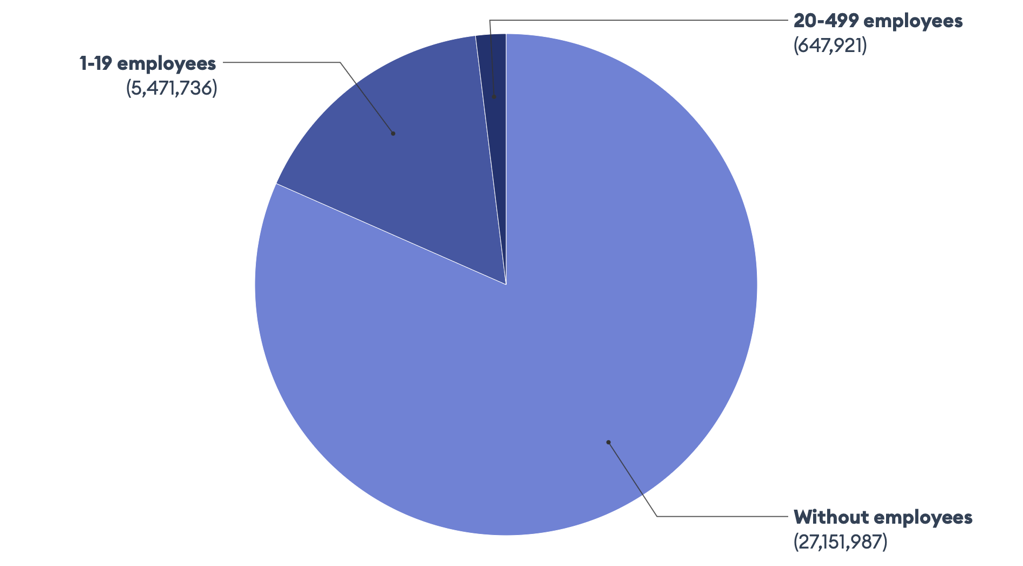 20-499 employees
(647,921)
1-19 employees
(5,471,736)
Without employees
(27,151,987)